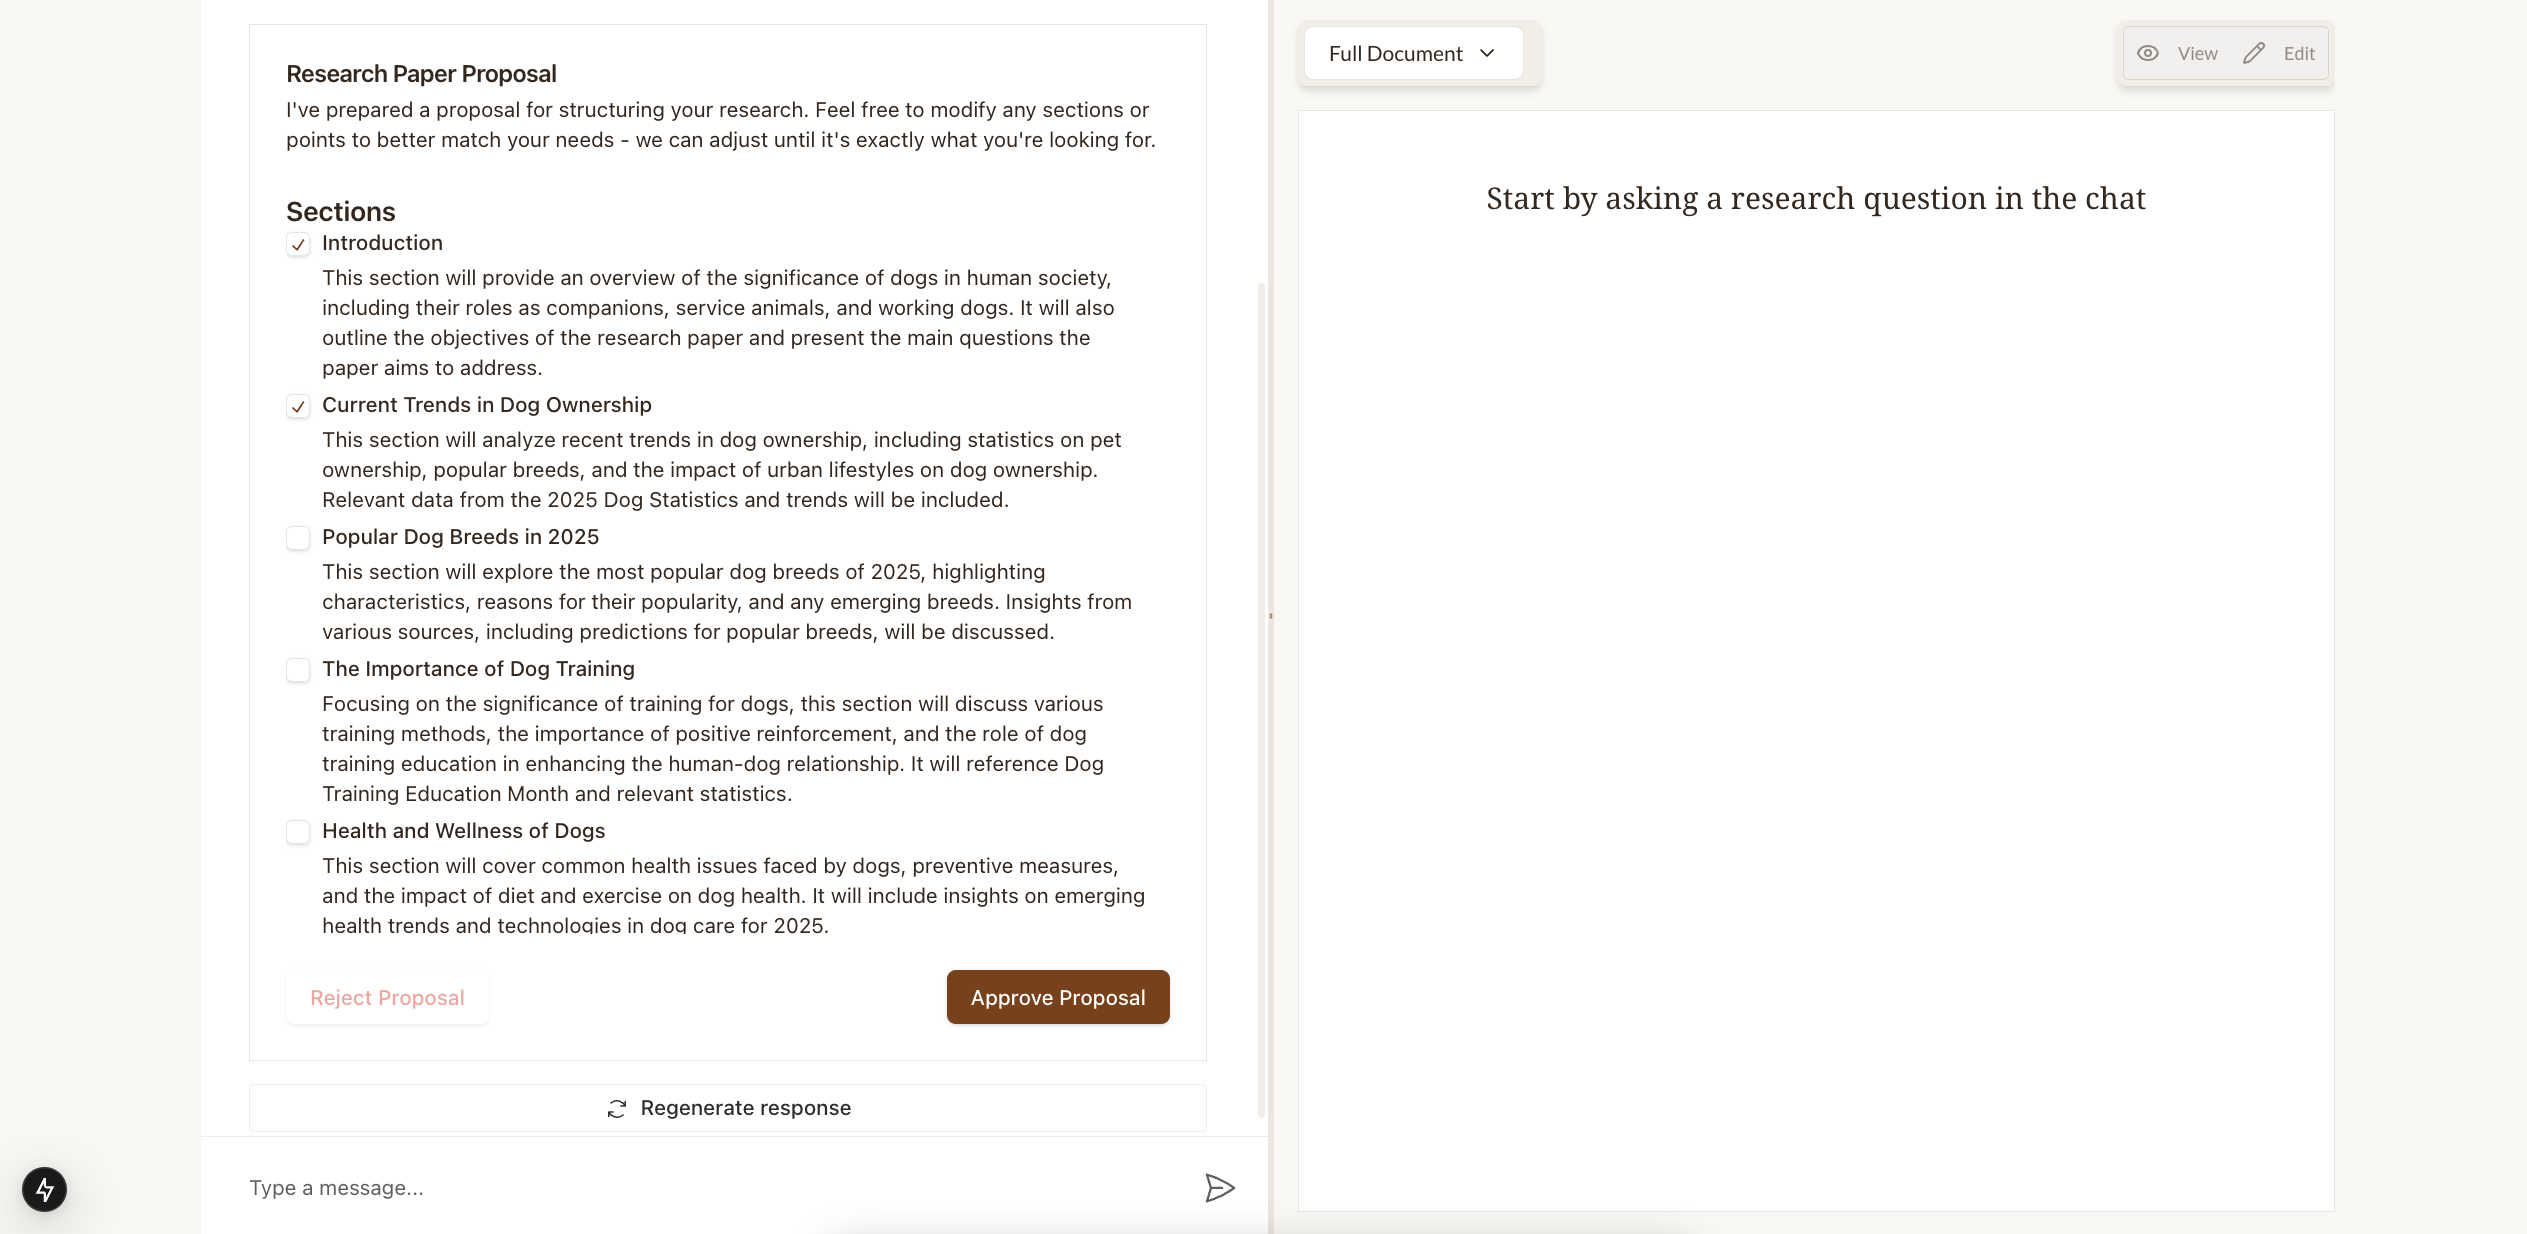 Research Paper Proposal
I've prepared a proposal for structuring your research. Feel free to modify any sections or
points to better match your needs - we can adjust until it's exactly what you're looking for.
Sections
Introduction
This section will provide an overview of the significance of dogs in human society,
including their roles as companions, service animals, and working dogs. It will also
outline the objectives of the research paper and present the main questions the
paper aims to address.
Current Trends in Dog Ownership
This section will analyze recent trends in dog ownership, including statistics on pet
ownership, popular breeds, and the impact of urban lifestyles on dog ownership.
Relevant data from the 2025 Dog Statistics and trends will be included.
Popular Dog Breeds in 2025
This section will explore the most popular dog breeds of 2025, highlighting
characteristics, reasons for their popularity, and any emerging breeds. Insights from
various sources, including predictions for popular breeds, will be discussed.
The Importance of Dog Training
Focusing on the significance of training for dogs, this section will discuss various
training methods, the importance of positive reinforcement, and the role of dog
training education in enhancing the human-dog relationship. It will reference Dog
Training Education Month and relevant statistics.
Health and Wellness of Dogs
This section will cover common health issues faced by dogs, preventive measures,
and the impact of diet and exercise on dog health. It will include insights on emerging
health trends and technologies in dog care for 2025.
Reject Proposal
Approve Proposal
Regenerate response
Type a message...
Full Document
View
Edit
Start by asking a research question in the chat